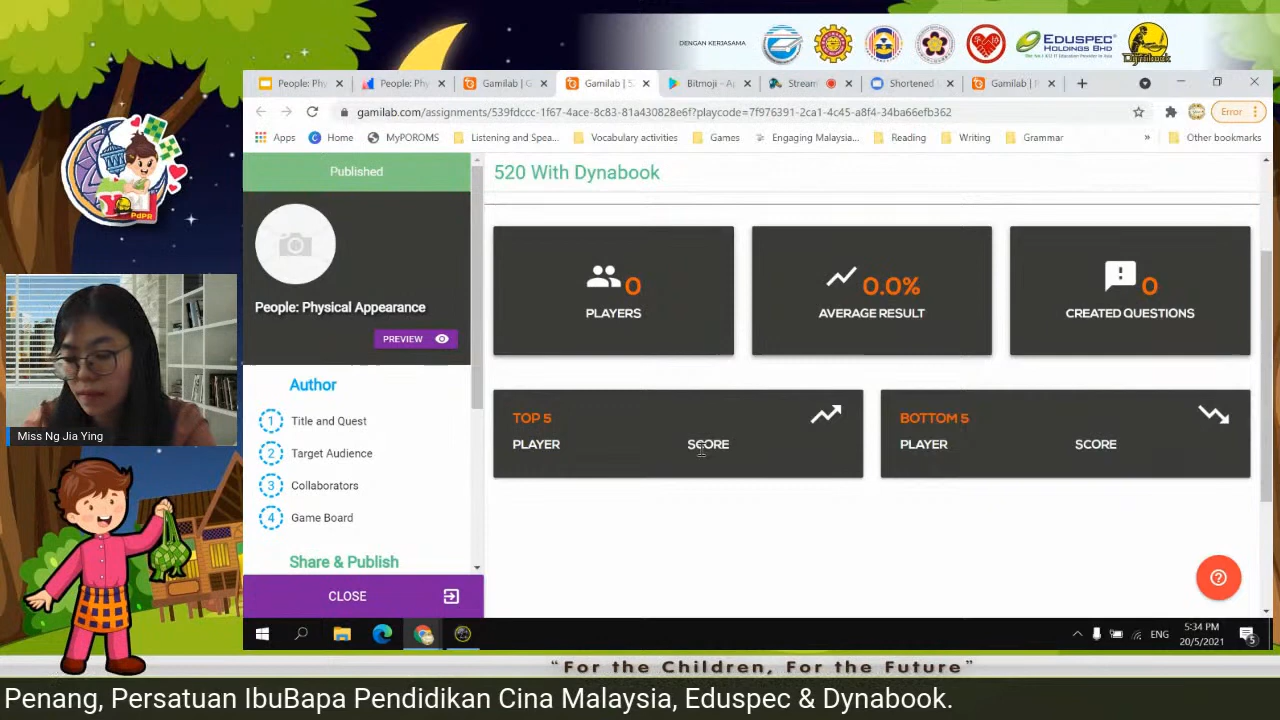 DENGAN KERJASAMA
EDUSPEC
HOLDINGS BHD
Dynabook
People: Phy
People: Phy
Gamilab | G
Gamilab | 5
Bitmoji – Ap
Stream
Shortened
Gamilab | P
gamilab.com/assignments/539fdccc-1f67-4ace-8c83-81a430828e6f?playcode=7f976391-2ca1-4c45-a8f4-34ba66efb362
Error
Apps
Home
MyPOROMS
Listening and Spea...
Vocabulary activities
Games
Engaging Malaysia...
Reading
Writing
Grammar
»
Other bookmarks
PdPR
Published
520 With Dynabook
People: Physical Appearance
PREVIEW
0
PLAYERS
0.0%
AVERAGE RESULT
0
CREATED QUESTIONS
Author
1 Title and Quest
2 Target Audience
3 Collaborators
4 Game Board
Share & Publish
CLOSE
TOP 5
PLAYER SCORE
BOTTOM 5
PLAYER SCORE
Miss Ng Jia Ying
ENG
5:34 PM
20/5/2021
5
"For the Children, For the Future"
Penang, Persatuan IbuBapa Pendidikan Cina Malaysia, Eduspec & Dynabook.